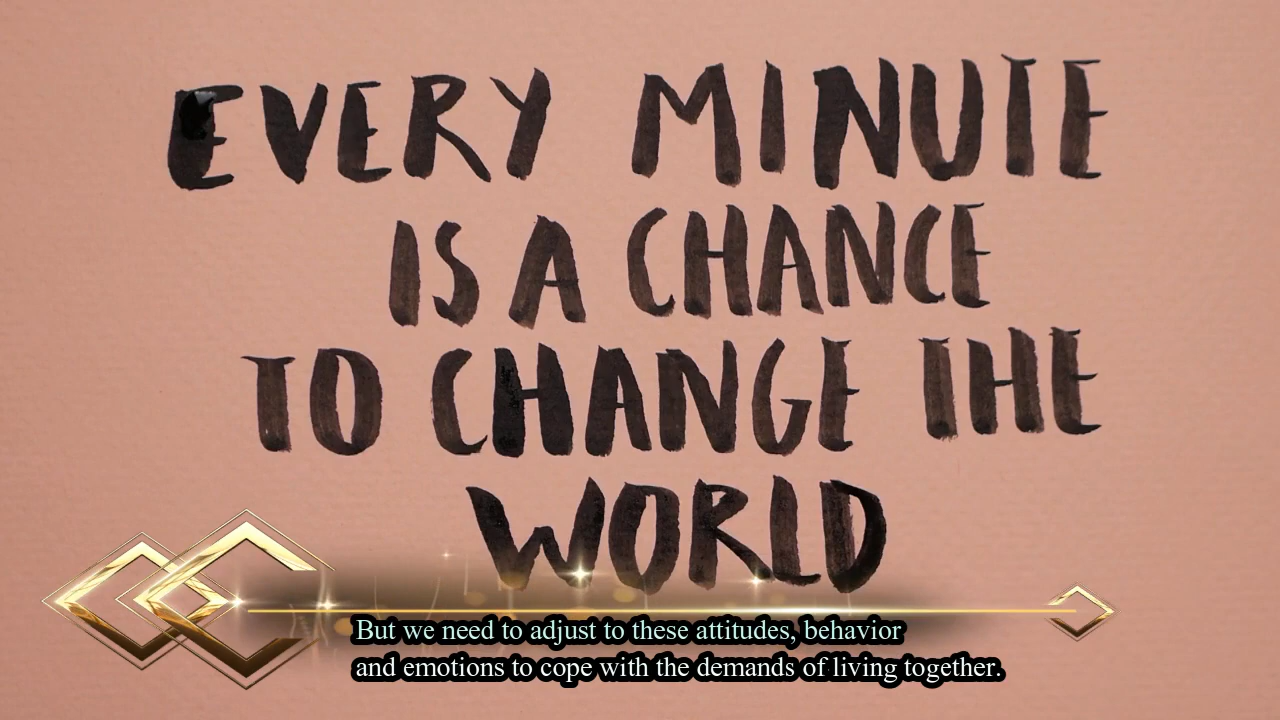 EVERY MINUTE
IS A CHANCE
TO CHANGE THE
WORLD
But we need to adjust to these attitudes, behavior
and emotions to cope with the demands of living together.